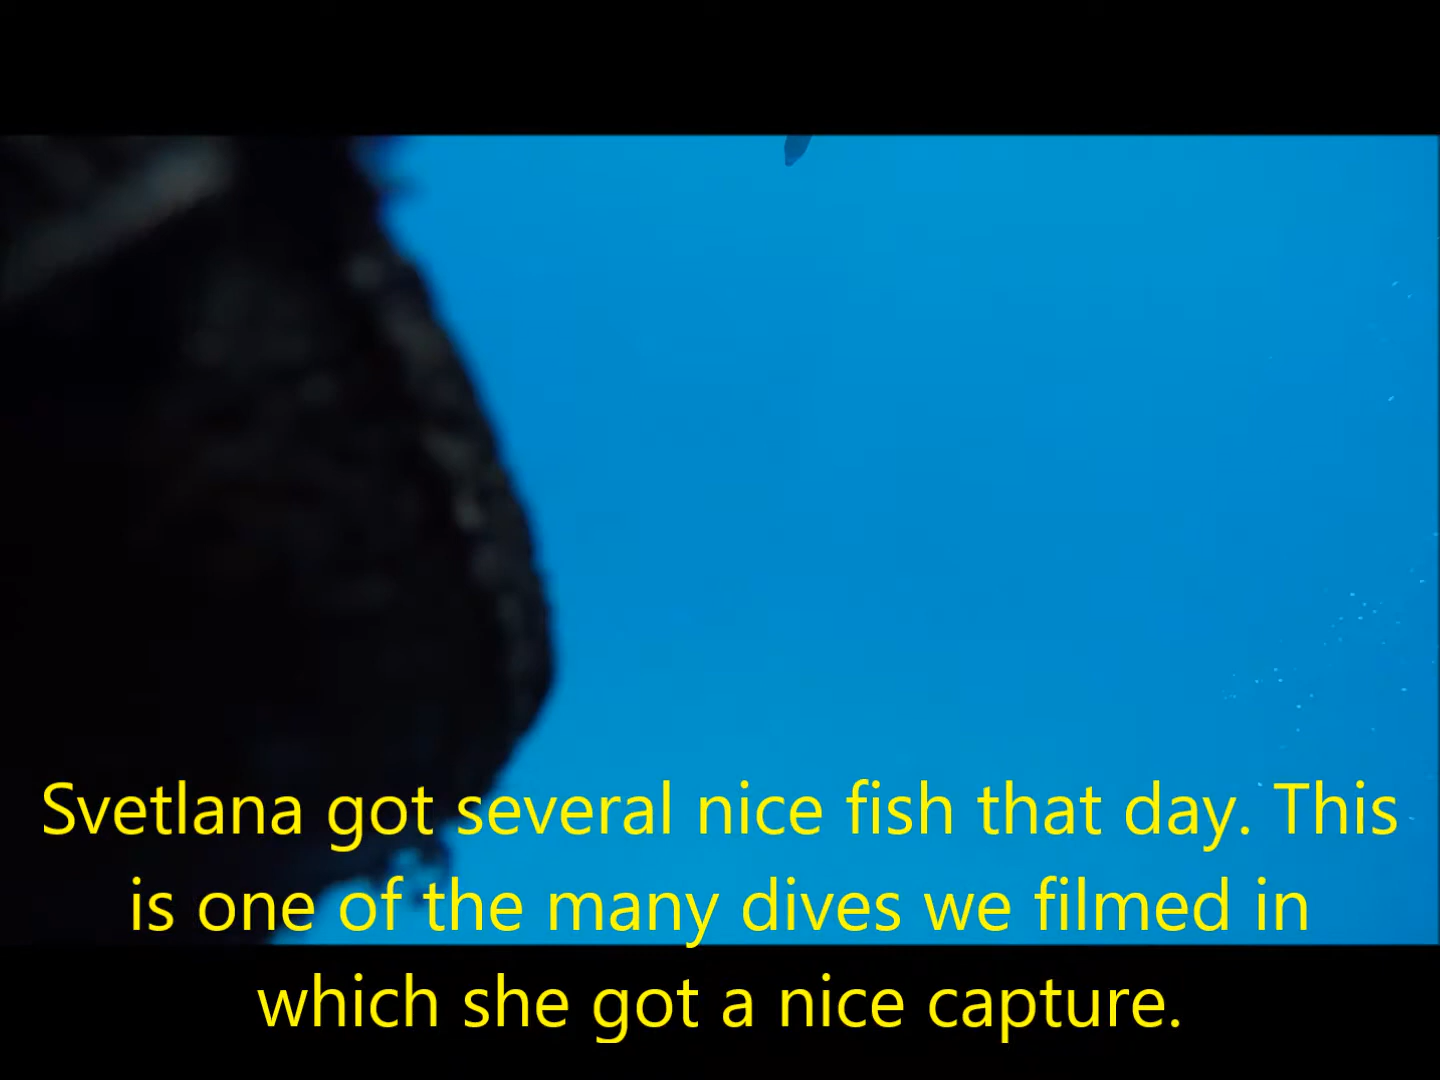 Svetlana got several nice fish that day. This
is one of the many dives we filmed in
which she got a nice capture.